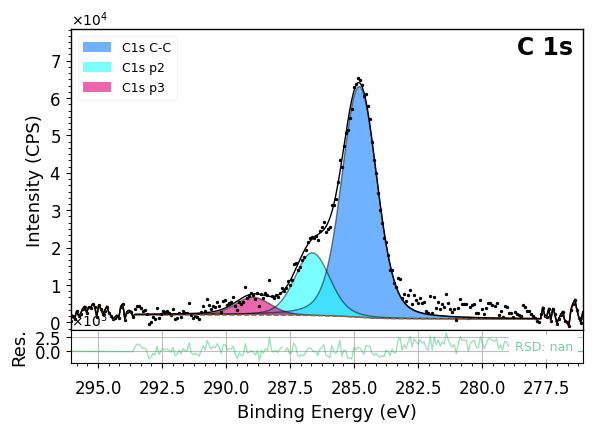 ×10⁴
C 1s
C1s C-C
C1s p2
C1s p3
7
6
5
4
3
2
1
0
Intensity (CPS)
×10³
2.5
0.0
Res.
RSD: nan
295.0 292.5 290.0 287.5 285.0 282.5 280.0 277.5
Binding Energy (eV)